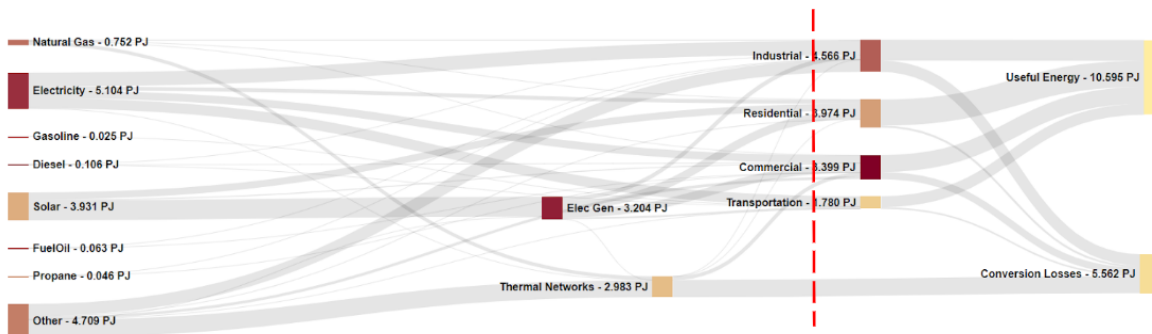 Natural Gas - 0.752 PJ
Electricity - 5.104 PJ
Gasoline - 0.025 PJ
Diesel - 0.106 PJ
Solar - 3.931 PJ
FuelOil - 0.063 PJ
Propane - 0.046 PJ
Other - 4.709 PJ
Elec Gen - 3.204 PJ
Thermal Networks - 2.983 PJ
Industrial - 4.566 PJ
Residential - 3.974 PJ
Commercial - 3.399 PJ
Transportation - 1.780 PJ
Useful Energy - 10.595 PJ
Conversion Losses - 5.562 PJ